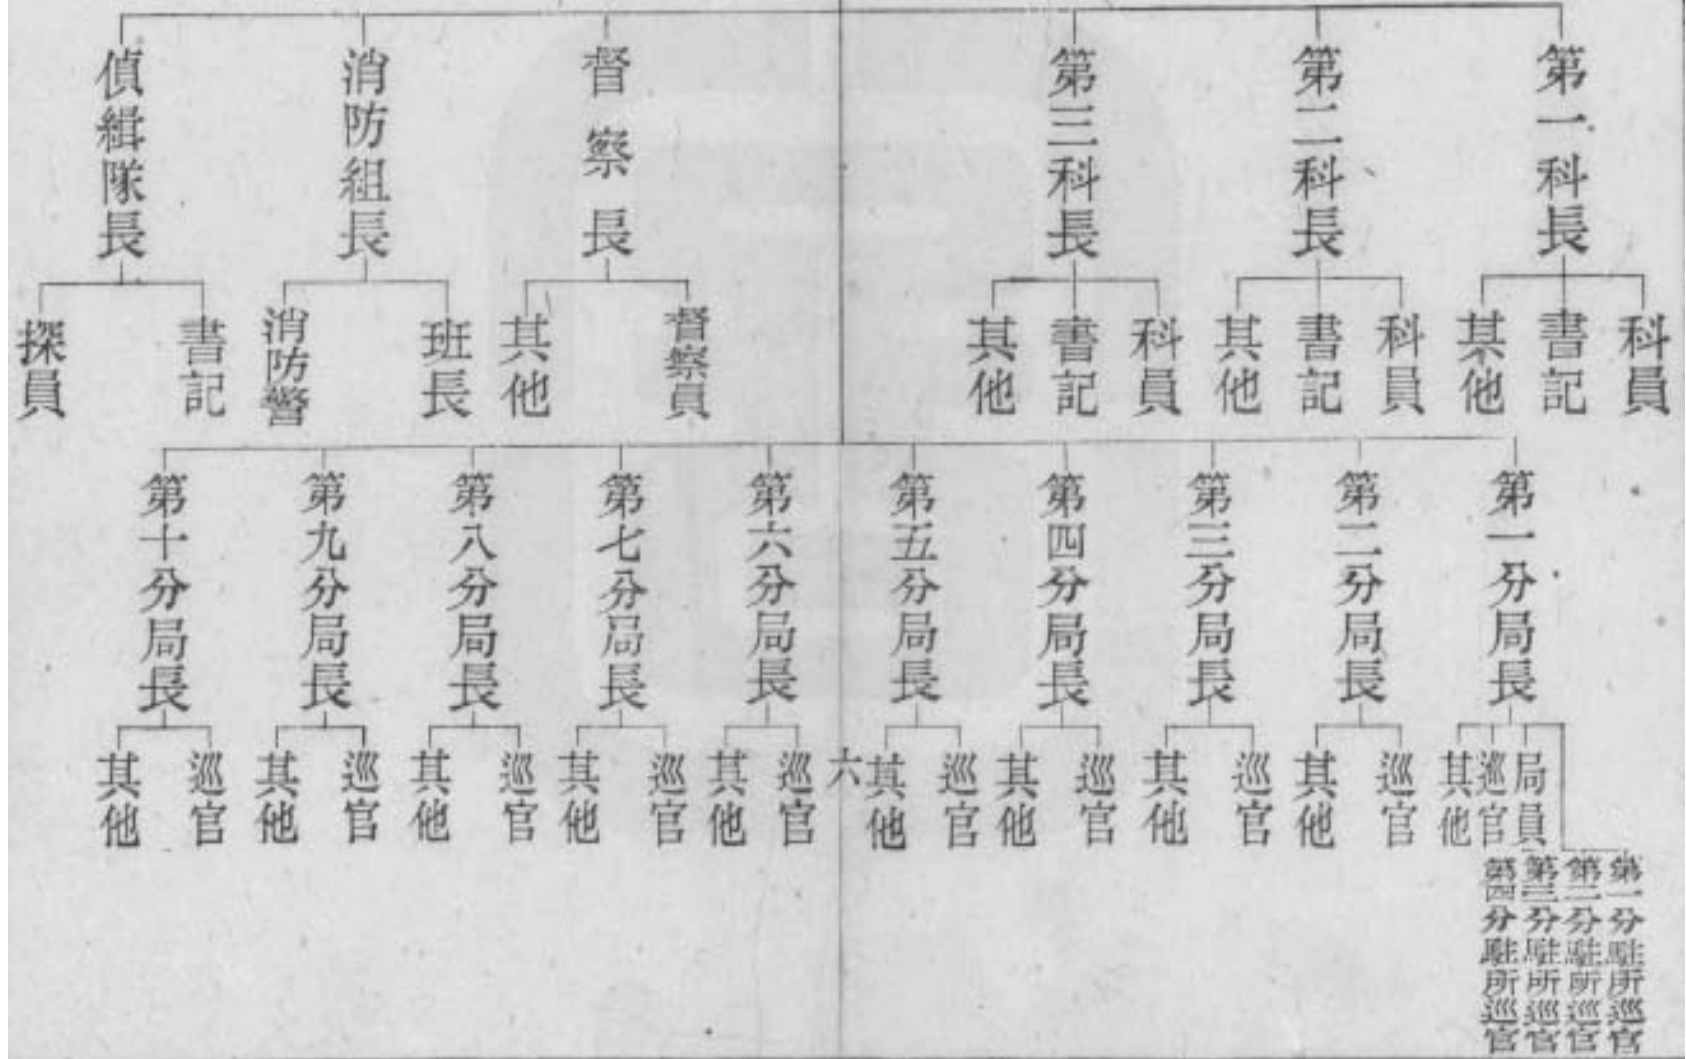 第一科長
科員
書記
其他
第二科長
科員
書記
其他
第三科長
科員
書記
其他
督察長
督察員
其他
消防組長
班長
消防警
偵緝隊長
書記
探員
第一分局長
第一分駐所巡官
第二分駐所巡官
第三分駐所巡官
第四分駐所巡官
局員
巡官
其他
第二分局長
巡官
其他
第三分局長
巡官
其他
第四分局長
巡官
其他
第五分局長
巡官
其他
六
第六分局長
巡官
其他
第七分局長
巡官
其他
第八分局長
巡官
其他
第九分局長
巡官
其他
第十分局長
巡官
其他